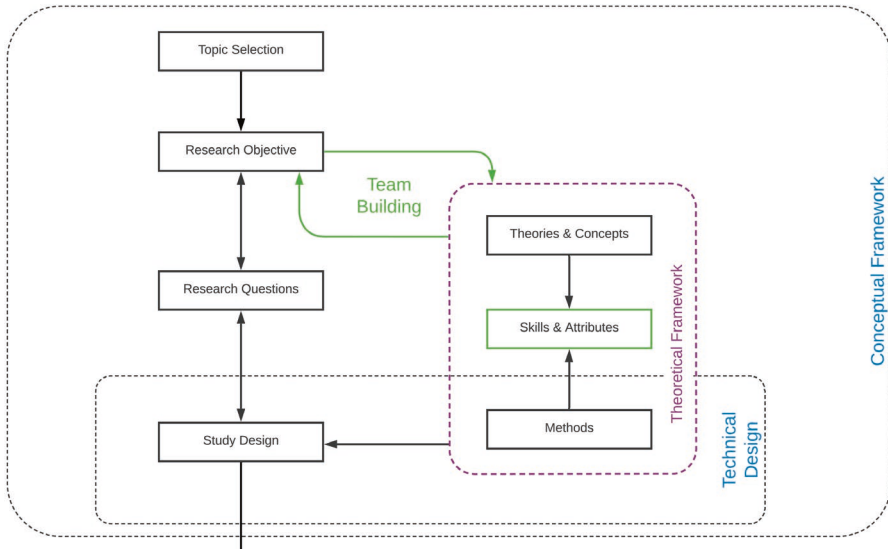 Topic Selection
Research Objective
Team
Building
Theories & Concepts
Research Questions
Skills & Attributes
Study Design
Methods
Theoretical Framework
Technical
Design
Conceptual Framework